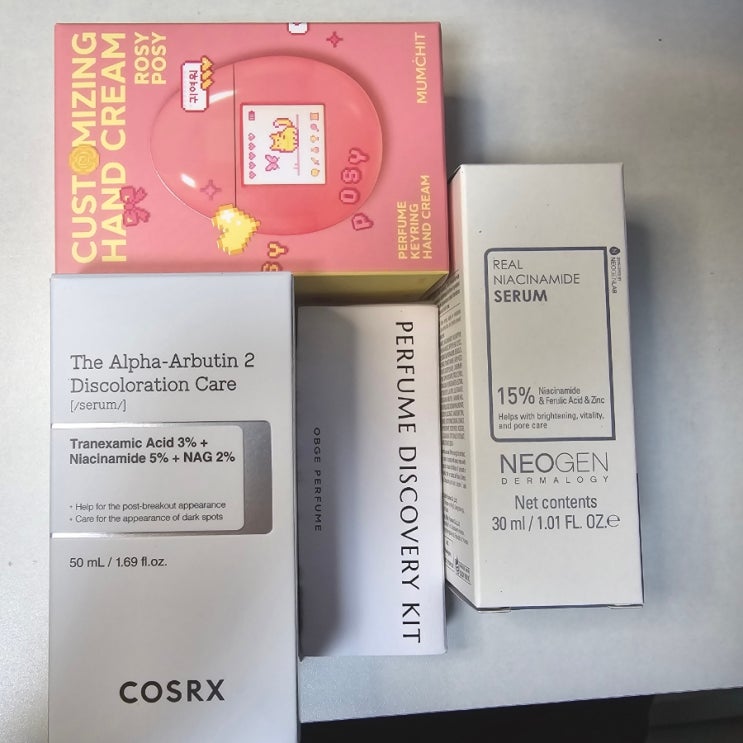 CUSTOMIZING
HAND CREAM
ROSY
POSY
귀여워!
MUMCHIT
PERFUME
KEYRING
HAND CREAM
The Alpha-Arbutin 2
Discoloration Care
[/serum/]
Tranexamic Acid 3% +
Niacinamide 5% + NAG 2%
• Help for the post-breakout appearance
• Care for the appearance of dark spots
50 mL / 1.69 fl.oz.
COSRX
PERFUME DISCOVERY KIT
OBGE PERFUME
REAL
NIACINAMIDE
SERUM
15% Niacinamide
& Ferulic Acid & Zinc
Helps with brightening, vitality,
and pore care
NEOGEN
DERMALOGY
Net contents
30 ml / 1.01 FL. OZ.e